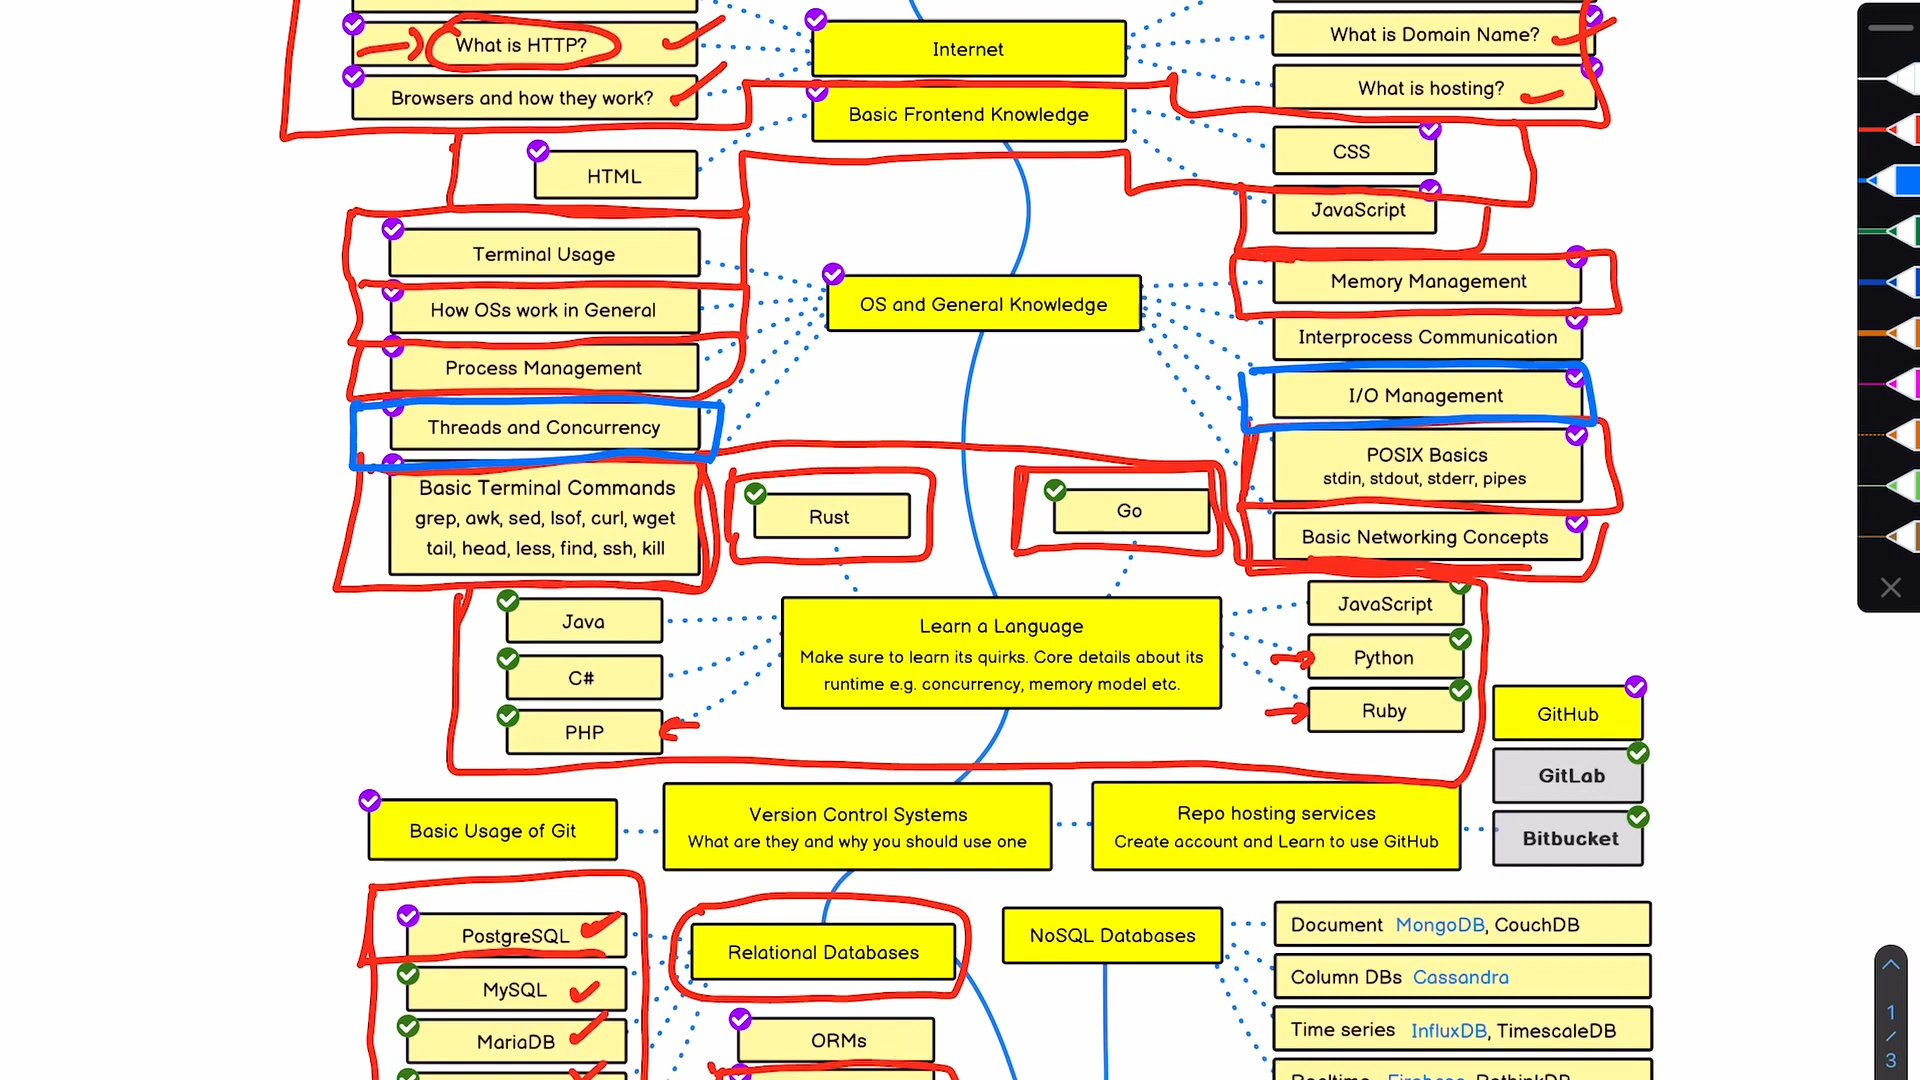 What is HTTP?
Internet
What is Domain Name?
Browsers and how they work?
Basic Frontend Knowledge
What is hosting?
HTML
CSS
JavaScript
Terminal Usage
How OSs work in General
Process Management
Threads and Concurrency
Basic Terminal Commands
grep, awk, sed, lsof, curl, wget
tail, head, less, find, ssh, kill
OS and General Knowledge
Memory Management
Interprocess Communication
I/O Management
POSIX Basics
stdin, stdout, stderr, pipes
Basic Networking Concepts
Rust
Go
Java
C#
PHP
Learn a Language
Make sure to learn its quirks. Core details about its
runtime e.g. concurrency, memory model etc.
JavaScript
Python
Ruby
GitHub
GitLab
Bitbucket
Basic Usage of Git
Version Control Systems
What are they and why you should use one
Repo hosting services
Create account and Learn to use GitHub
PostgreSQL
MySQL
MariaDB
Relational Databases
ORMs
NoSQL Databases
Document MongoDB, CouchDB
Column DBs Cassandra
Time series InfluxDB, TimescaleDB
Realtime Firebase, RethinkDB
1
/
3